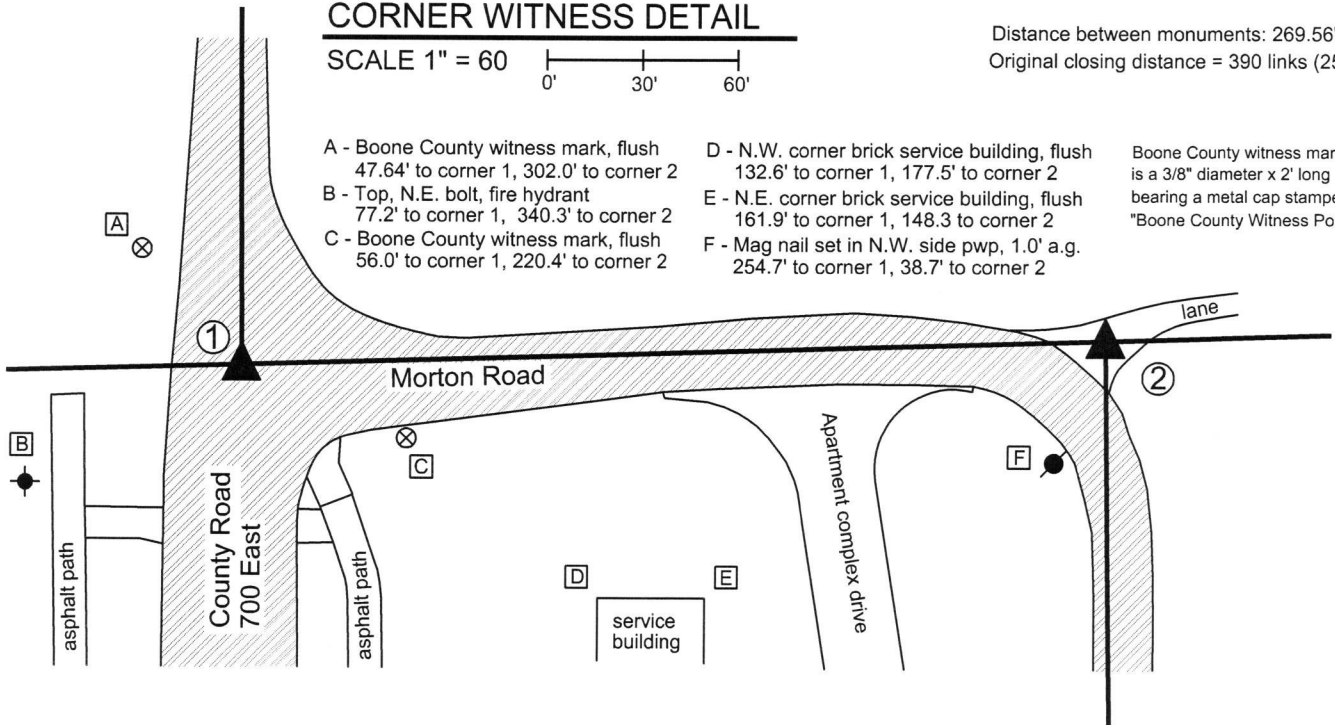 CORNER WITNESS DETAIL
SCALE 1" = 60
0' 30' 60'
Distance between monuments: 269.56'
Original closing distance = 390 links (25
A - Boone County witness mark, flush
47.64' to corner 1, 302.0' to corner 2
B - Top, N.E. bolt, fire hydrant
77.2' to corner 1, 340.3' to corner 2
C - Boone County witness mark, flush
56.0' to corner 1, 220.4' to corner 2
D - N.W. corner brick service building, flush
132.6' to corner 1, 177.5' to corner 2
E - N.E. corner brick service building, flush
161.9' to corner 1, 148.3 to corner 2
F - Mag nail set in N.W. side pwp, 1.0' a.g.
254.7' to corner 1, 38.7' to corner 2
Boone County witness mar
is a 3/8" diameter x 2' long
bearing a metal cap stampe
"Boone County Witness Po
A
1
lane
Morton Road
2
B
C
F
County Road
700 East
asphalt path
asphalt path
Apartment complex drive
D
E
service
building